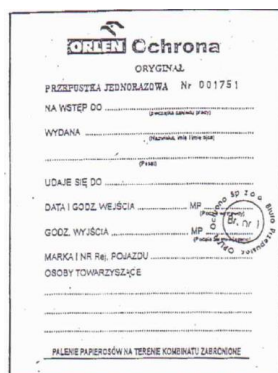 ORLEN Ochrona
ORYGINAŁ
PRZEPUSTKA JEDNORAZOWA Nr 001751
NA WSTĘP DO
(pieczątka zakładu pracy)
WYDANA
(Nazwisko, imię i imię ojca)
UDAJE SIĘ DO
DATA I GODZ. WEJŚCIA MP
GODZ. WYJŚCIA MP
MARKA I NR Rej. POJAZDU
OSOBY TOWARZYSZĄCE
PALENIE PAPIEROSÓW NA TERENIE KOMBINATU ZABRONIONE